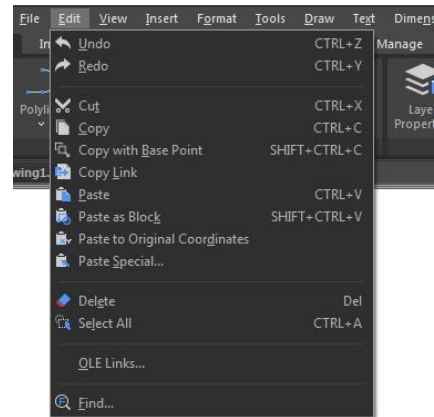 File Edit View Insert Format Tools Draw Text Dimens
In Undo CTRL+Z Manage
Redo CTRL+Y
Polyli Cut CTRL+X Laye
Copy CTRL+C Propert
Copy with Base Point SHIFT+CTRL+C
wing1. Copy Link
Paste CTRL+V
Paste as Block SHIFT+CTRL+V
Paste to Original Coordinates
Paste Special...
Delete Del
Select All CTRL+A
OLE Links...
Find...